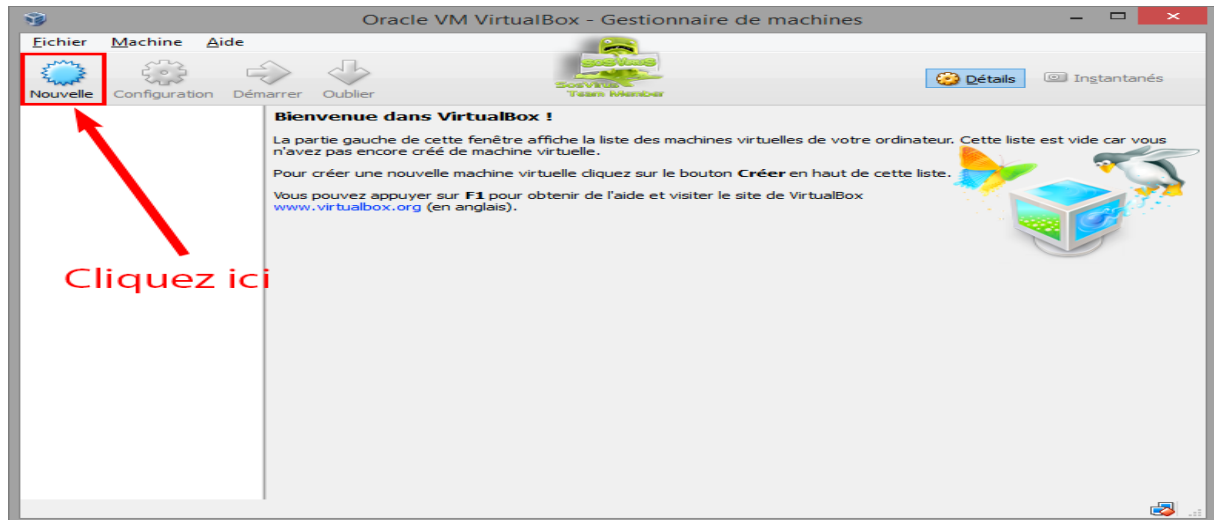 Oracle VM VirtualBox - Gestionnaire de machines
Fichier Machine Aide
Nouvelle Configuration Démarrer Oublier
SosVirus
Team Member
Détails Instantanés
Bienvenue dans VirtualBox !
La partie gauche de cette fenêtre affiche la liste des machines virtuelles de votre ordinateur. Cette liste est vide car vous
n'avez pas encore créé de machine virtuelle.
Pour créer une nouvelle machine virtuelle cliquez sur le bouton Créer en haut de cette liste.
Vous pouvez appuyer sur F1 pour obtenir de l'aide et visiter le site de VirtualBox
www.virtualbox.org (en anglais).
Cliquez ici